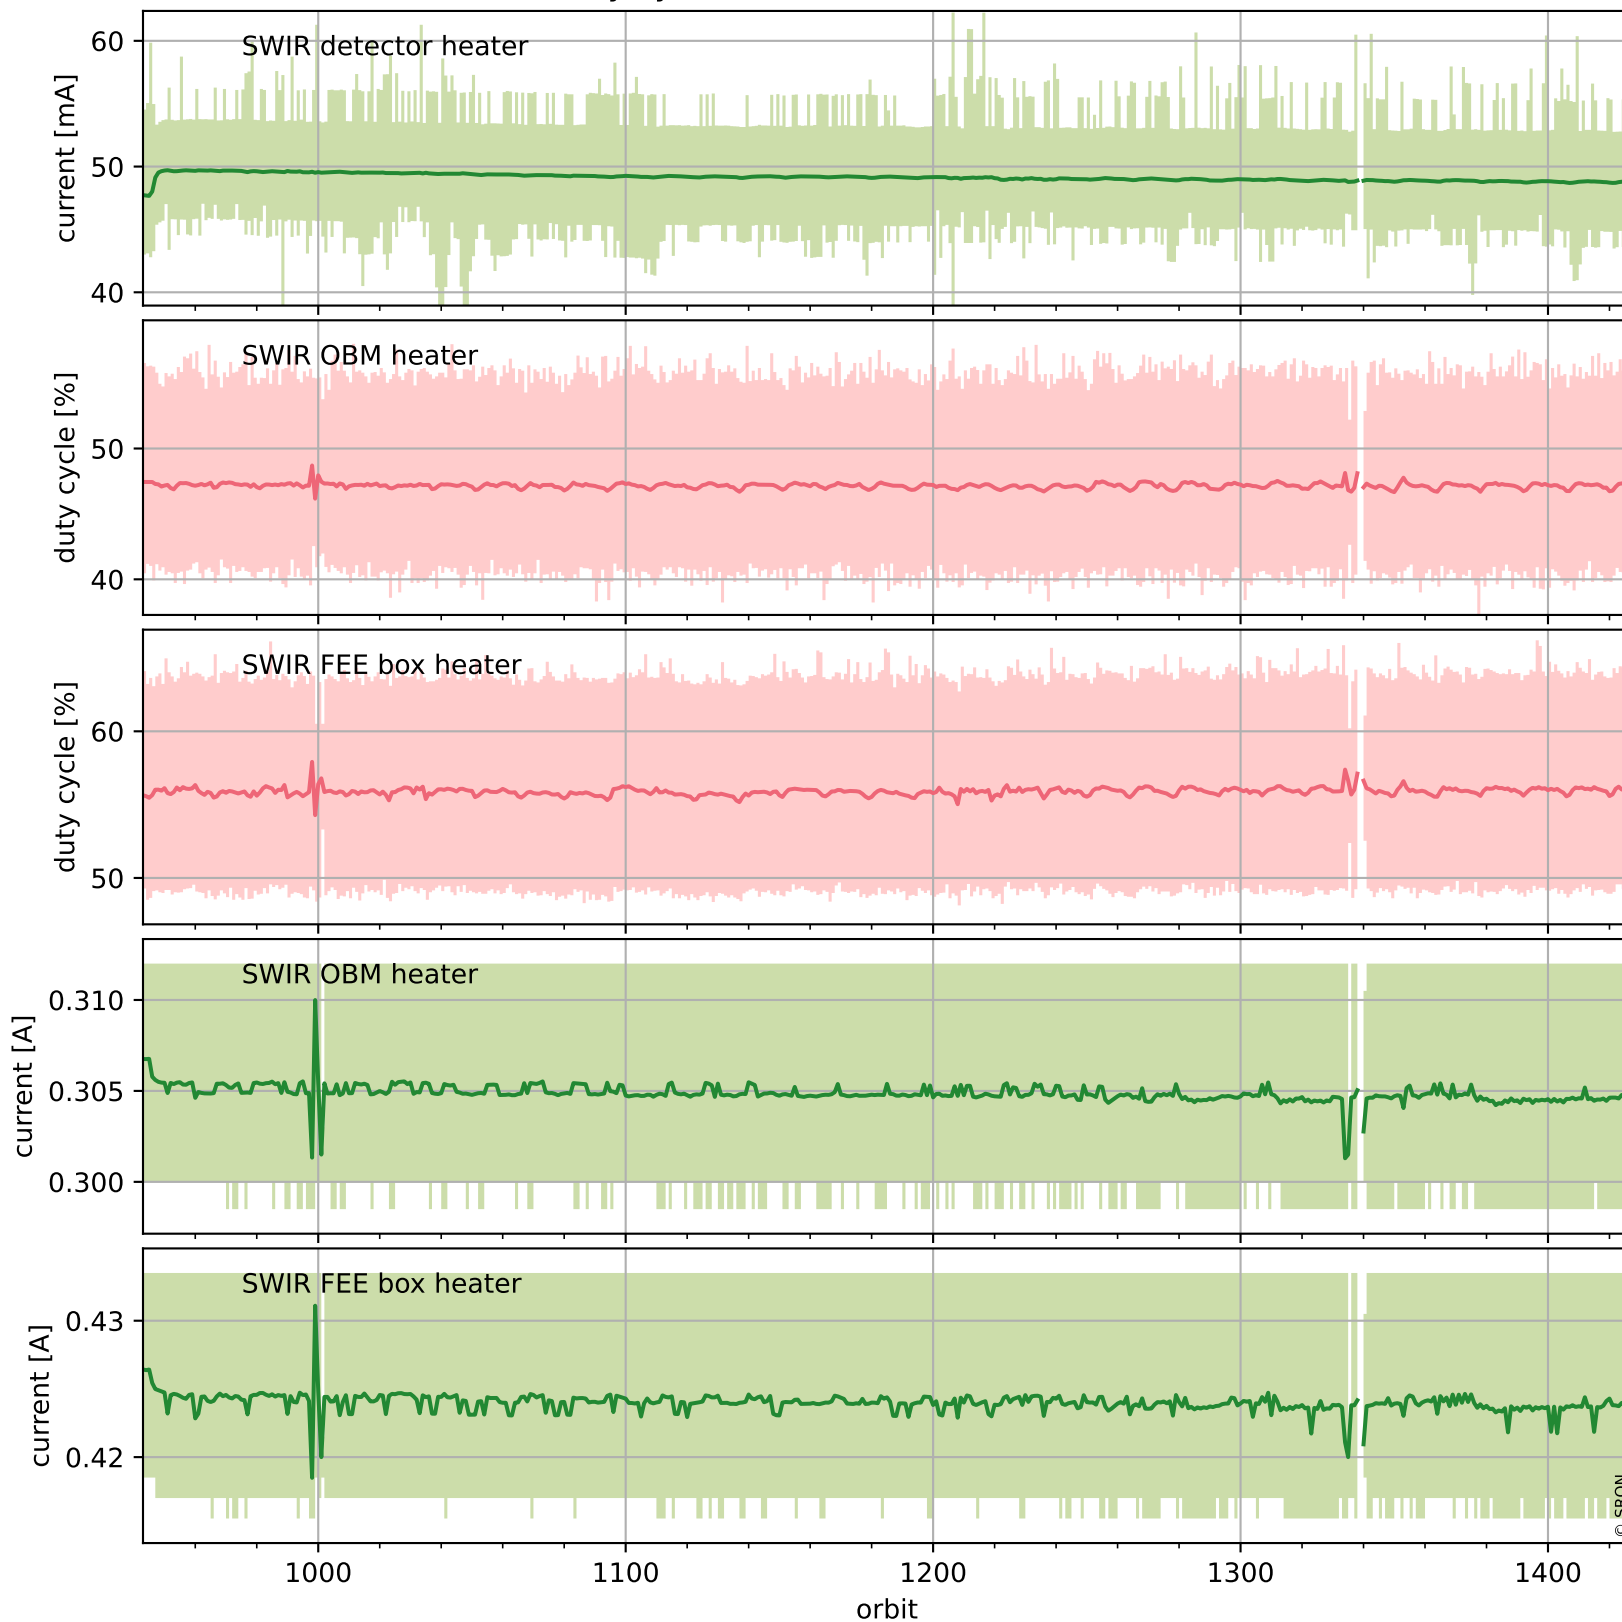 60
SWIR detector heater
current [mA]
50
40
SWIR OBM heater
duty cycle [%]
50
40
SWIR FEE box heater
duty cycle [%]
60
50
SWIR OBM heater
0.310
current [A]
0.305
0.300
SWIR FEE box heater
0.43
current [A]
0.42
© SRON
1000 1100 1200 1300 1400
orbit